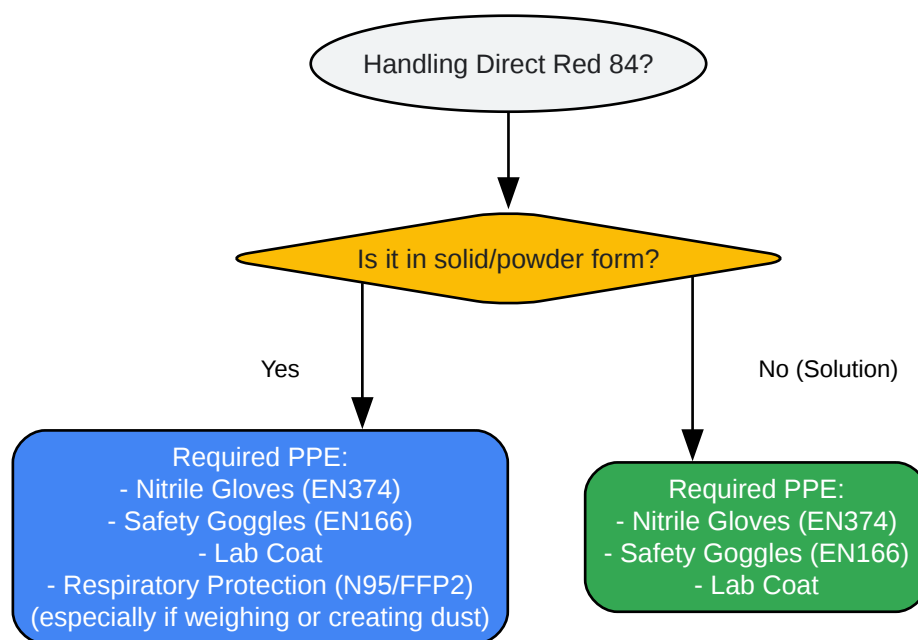 Handling Direct Red 84?
Is it in solid/powder form?
Yes
No (Solution)
Required PPE:
- Nitrile Gloves (EN374)
- Safety Goggles (EN166)
- Lab Coat
- Respiratory Protection (N95/FFP2)
(especially if weighing or creating dust)
Required PPE:
- Nitrile Gloves (EN374)
- Safety Goggles (EN166)
- Lab Coat